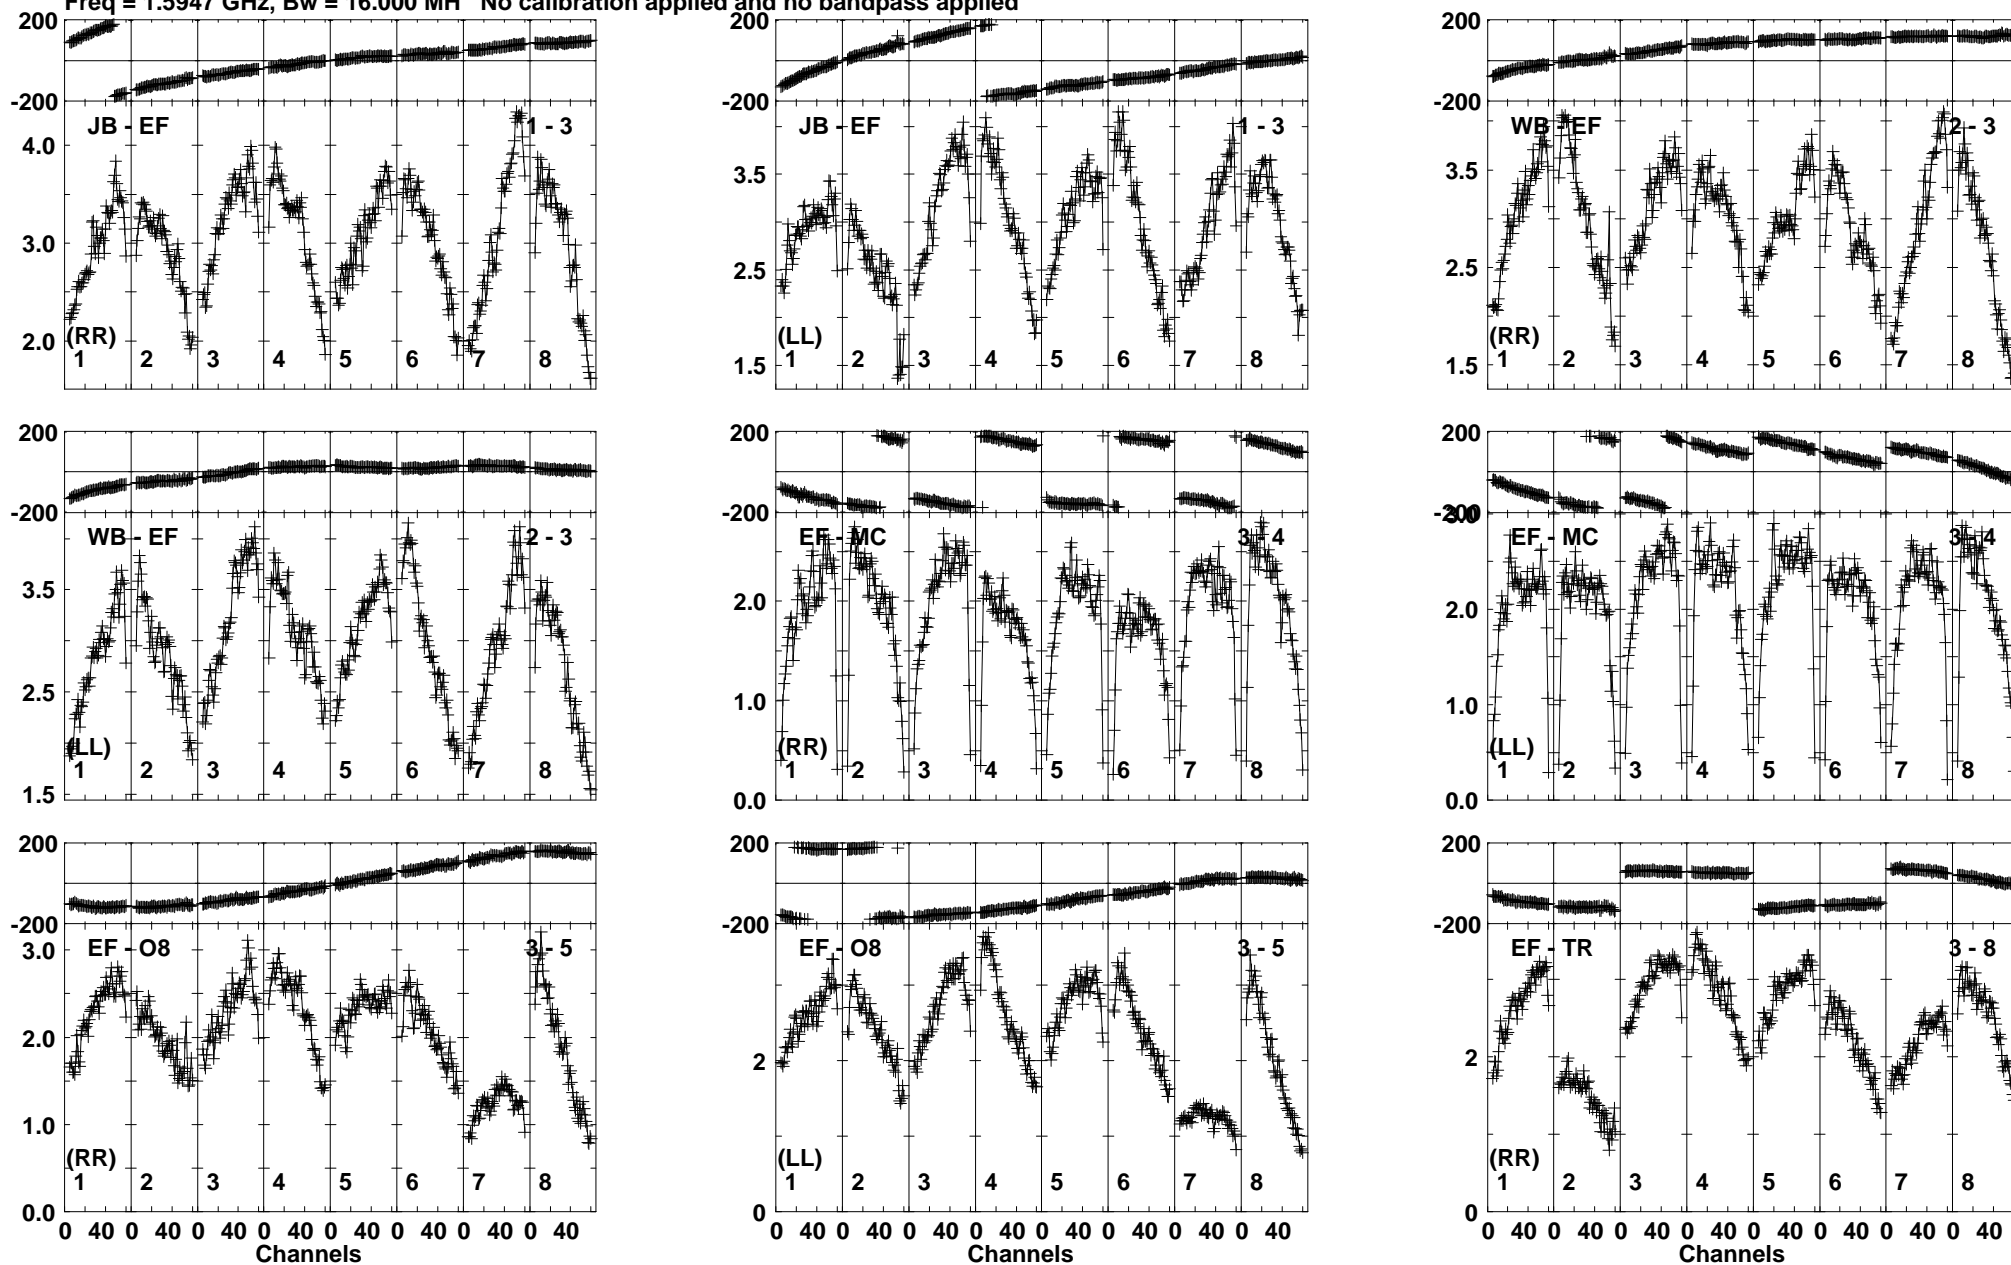 Freq = 1.5947 GHz, Bw = 16.000 MH No calibration applied and no bandpass applied
200 200 200
-200 -200 -200
JB - EF 1 - 3 JB - EF 1 - 3 WB - EF 2 - 3
4.0 3.5 3.5
3.0 2.5 2.5
2.0 1.5 1.5
(RR) (LL) (RR)
1 2 3 4 5 6 7 8 1 2 3 4 5 6 7 8 1 2 3 4 5 6 7 8
200 200 200
-200 -200 -200
3.0
WB - EF 2 - 3 EF - MC 3 - 4 EF - MC 3 - 4
3.5 2.0 2.0
2.5 1.0 1.0
1.5 0.0 0.0
(LL) (RR) (LL)
1 2 3 4 5 6 7 8 1 2 3 4 5 6 7 8 1 2 3 4 5 6 7 8
200 200 200
-200 -200 -200
EF - O8 3 - 5 EF - O8 3 - 5 EF - TR 3 - 8
3.0
2.0 2 2
1.0
(RR) (LL) (RR)
1 2 3 4 5 6 7 8 1 2 3 4 5 6 7 8 1 2 3 4 5 6 7 8
0.0 0 0
0 40 0 40 0 40 0 40 0 40 0 40 0 40 0 40 0 40 0 40 0 40 0 40 0 40 0 40 0 40 0 40 0 40 0 40 0 40 0 40 0 40 0 40 0 40 0 40
Channels Channels Channels